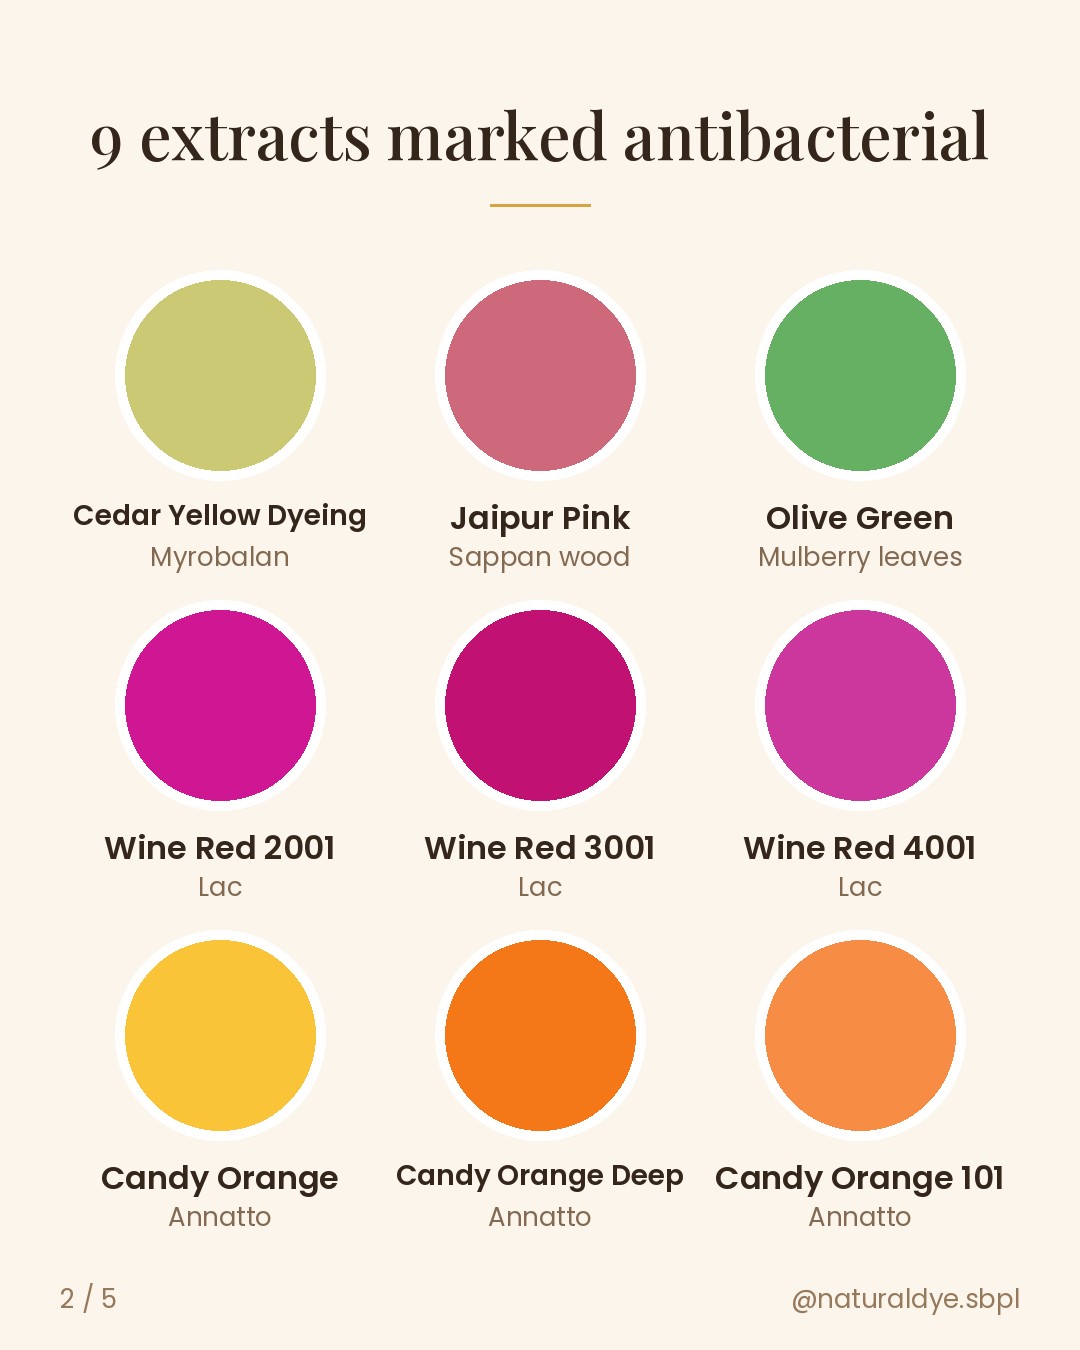 9 extracts marked antibacterial
Cedar Yellow Dyeing
Myrobalan
Jaipur Pink
Sappan wood
Olive Green
Mulberry leaves
Wine Red 2001
Lac
Wine Red 3001
Lac
Wine Red 4001
Lac
Candy Orange
Annatto
Candy Orange Deep
Annatto
Candy Orange 101
Annatto
2 / 5
@naturaldye.sbpl